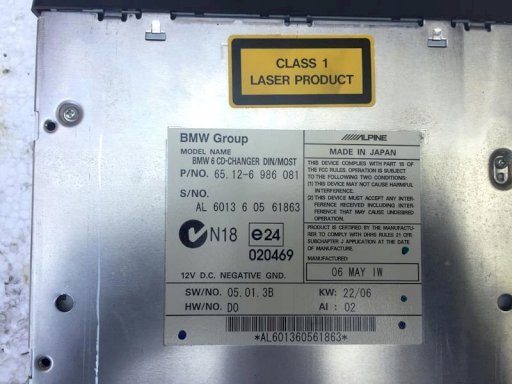 CLASS 1
LASER PRODUCT
BMW Group
MODEL NAME
BMW 6 CD-CHANGER DIN/MOST
P/NO. 65.12-6 986 081
S/NO.
AL 6013 6 05 61863
N18 e24
020469
12V D.C. NEGATIVE GND.
ALPINE
MADE IN JAPAN
THIS DEVICE COMPLIES WITH PART 15 OF
THE FCC RULES. OPERATION IS SUBJECT
TO THE FOLLOWING TWO CONDITIONS:
(1) THIS DEVICE MAY NOT CAUSE HARMFUL
INTERFERENCE.
(2) THIS DEVICE MUST ACCEPT ANY INTER-
FERENCE RECEIVED INCLUDING INTER-
FERENCE THAT MAY CAUSE UNDESIRED
OPERATION.
PRODUCT IS CERTIFIED BY THE MANUFACTU-
RER TO COMPLY WITH DHHS RULES 21 CFR
SUBCHAPTER J APPLICATION AT THE DATE
OF MANUFACTURE.
MANUFACTURED:
06 MAY IW
SW/NO. 05.01.3B KW: 22/06
HW/NO. D0 AI : 02
*AL601360561863*